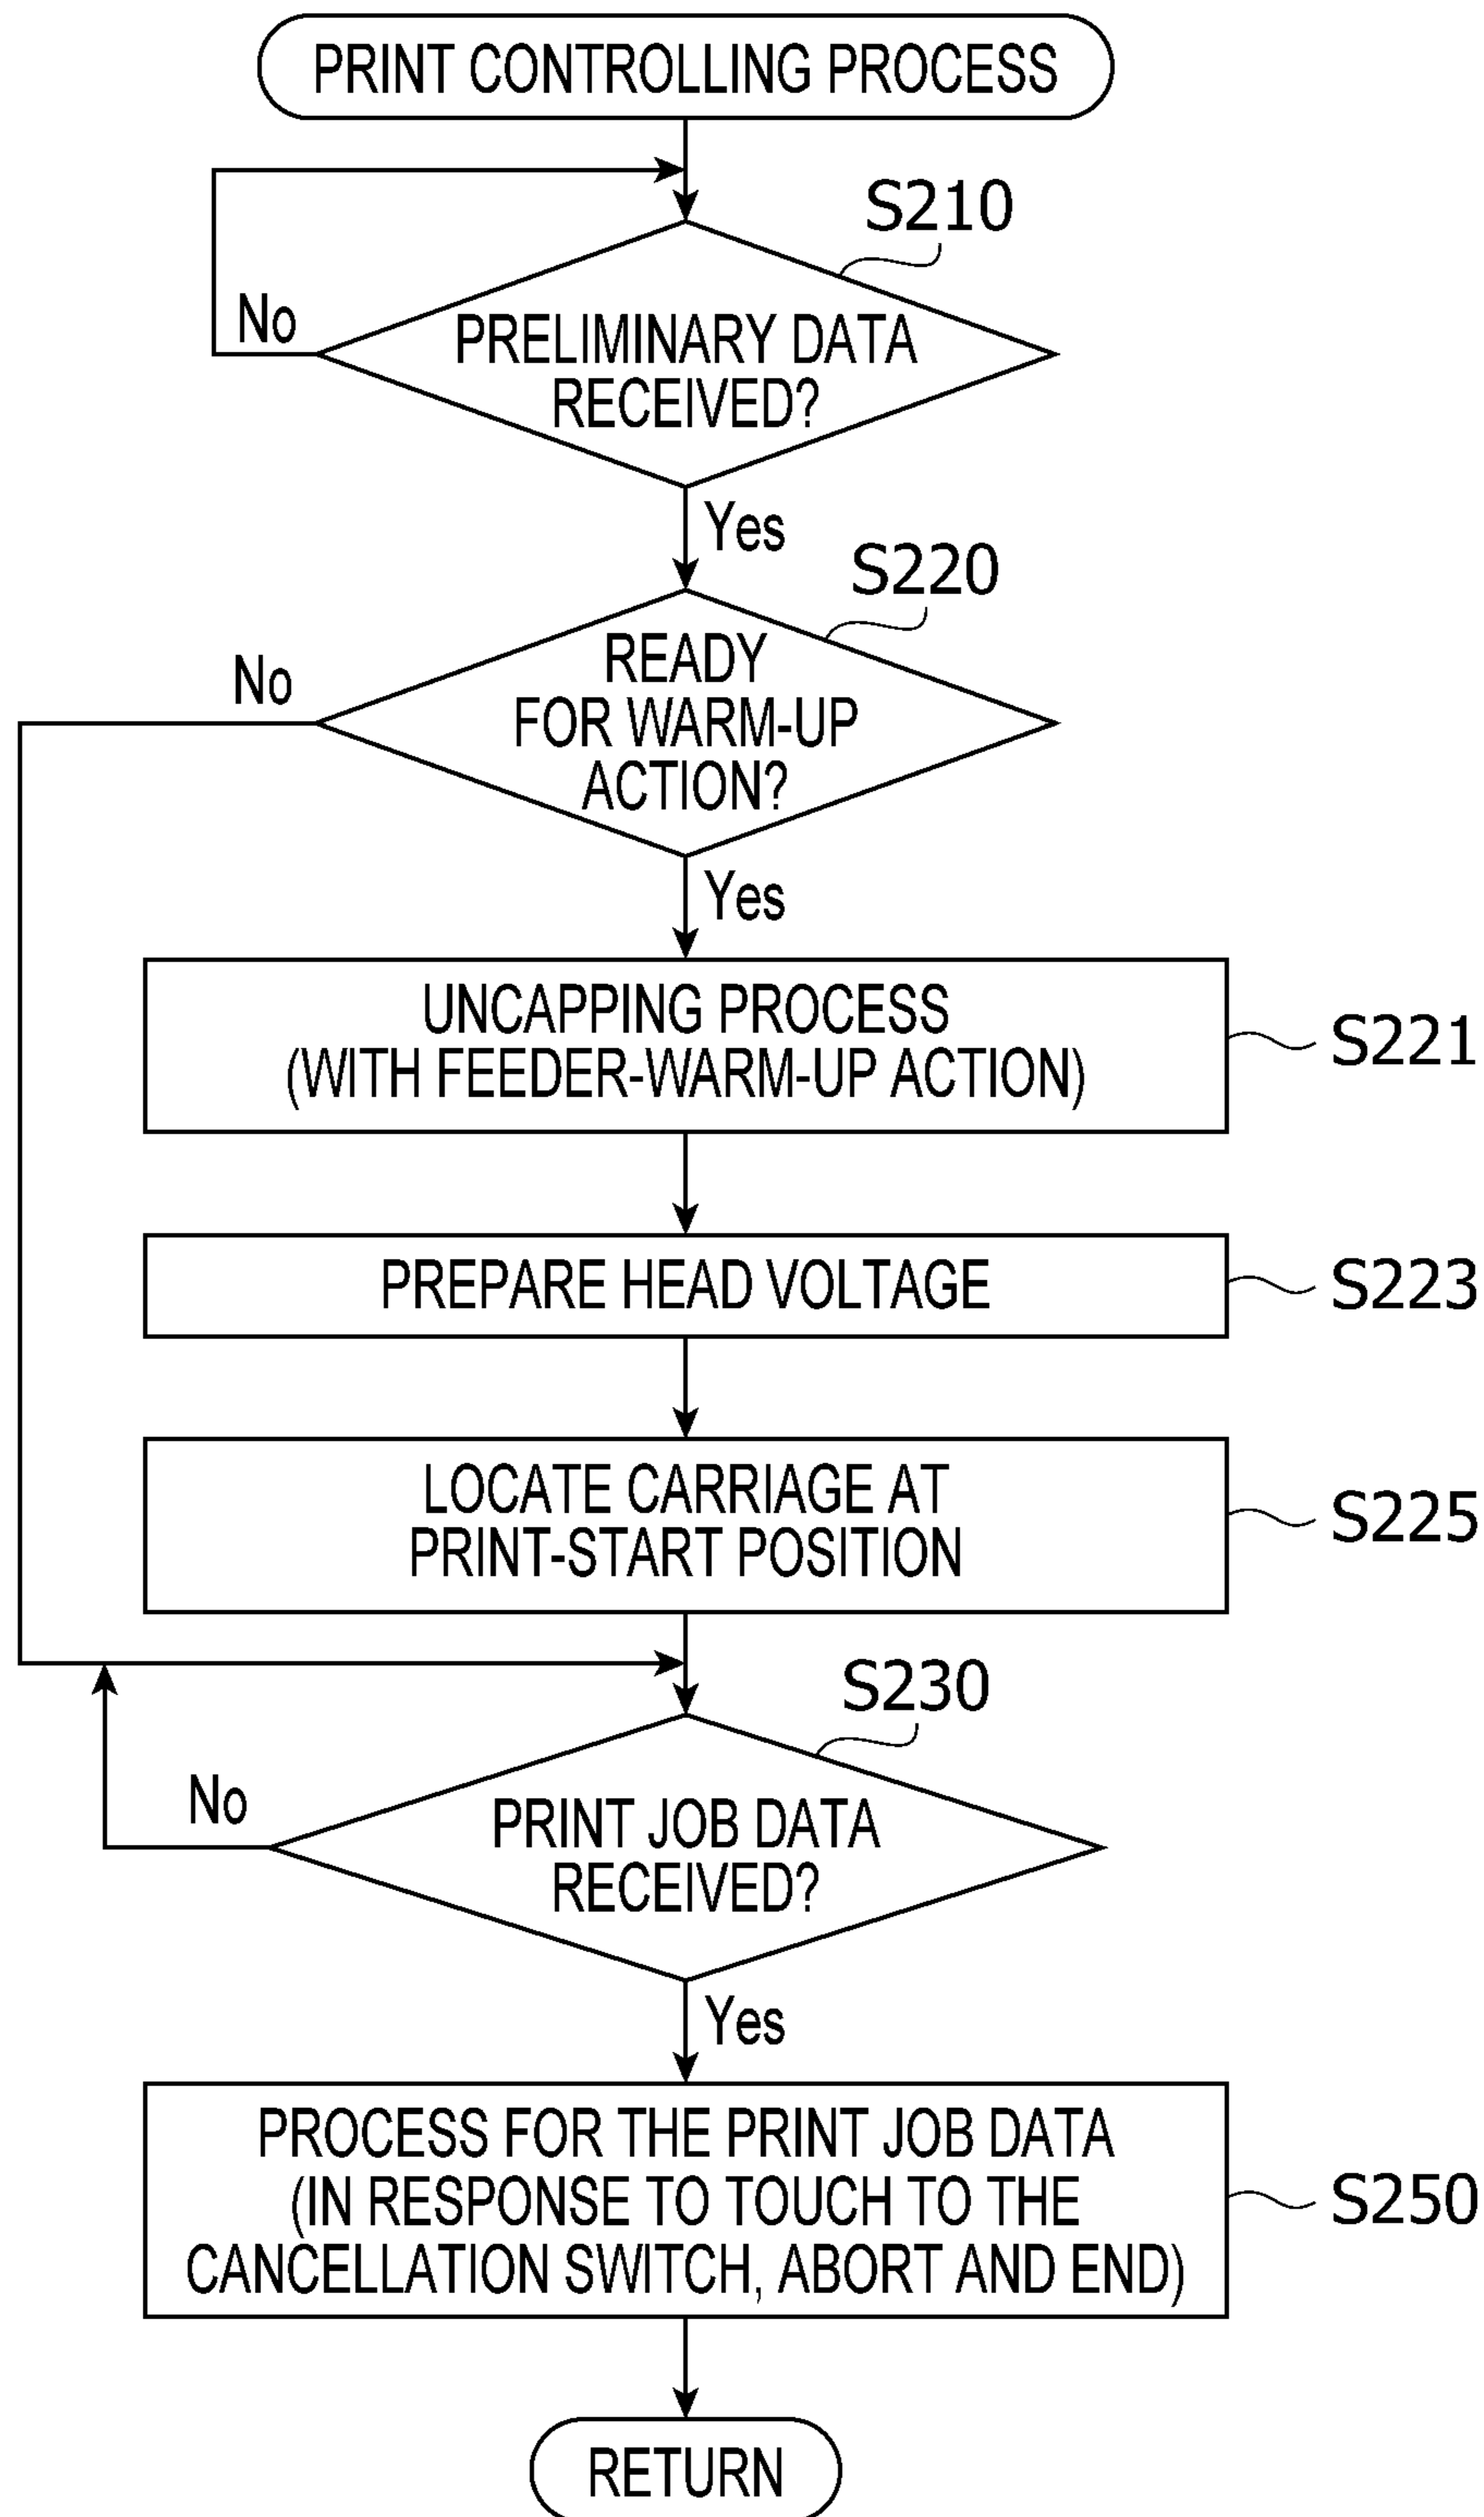 PRINT CONTROLLING PROCESS
S210
No
PRELIMINARY DATA
RECEIVED?
Yes
S220
No
READY
FOR WARM-UP
ACTION?
Yes
UNCAPPING PROCESS
(WITH FEEDER-WARM-UP ACTION)
S221
PREPARE HEAD VOLTAGE
S223
LOCATE CARRIAGE AT
PRINT-START POSITION
S225
S230
No
PRINT JOB DATA
RECEIVED?
Yes
PROCESS FOR THE PRINT JOB DATA
(IN RESPONSE TO TOUCH TO THE
CANCELLATION SWITCH, ABORT AND END)
S250
RETURN